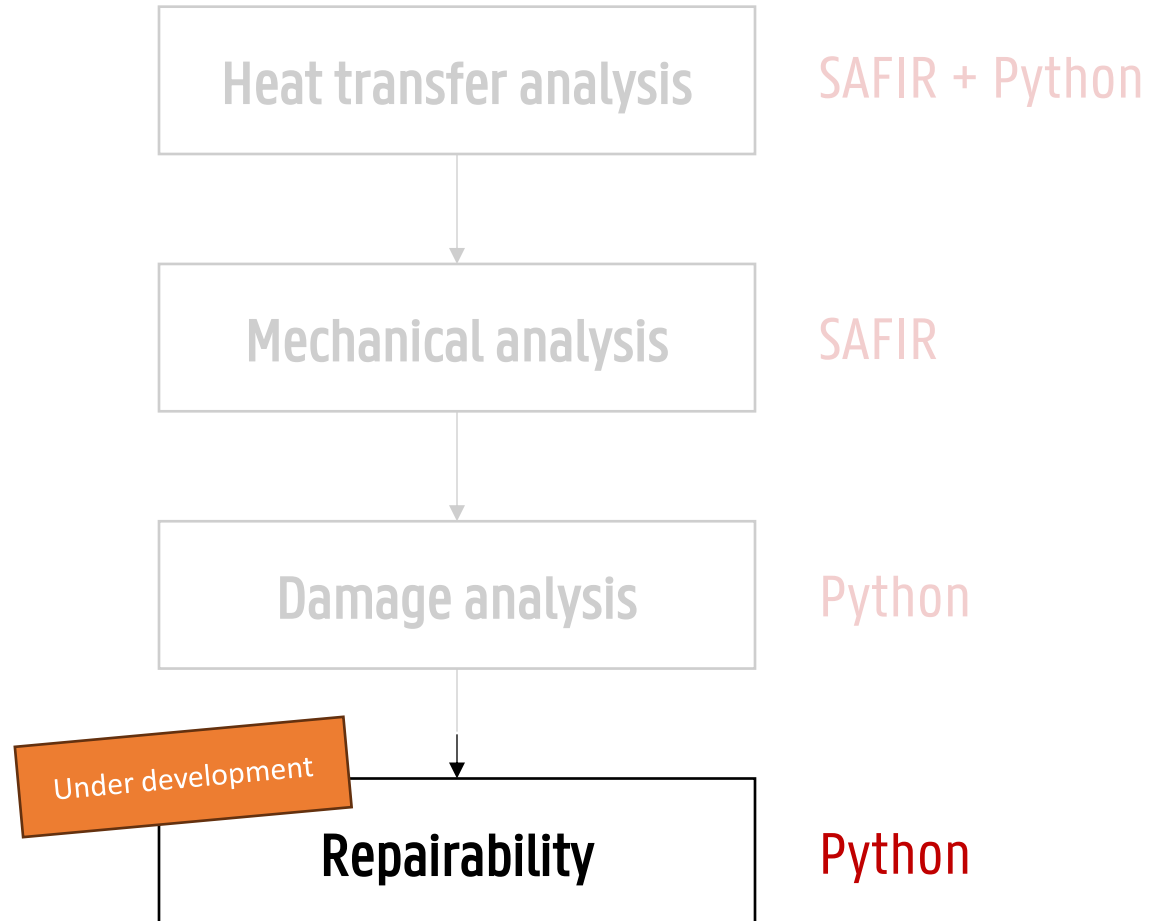 Heat transfer analysis
SAFIR + Python
Mechanical analysis
SAFIR
Damage analysis
Python
Under development
Repairability
Python